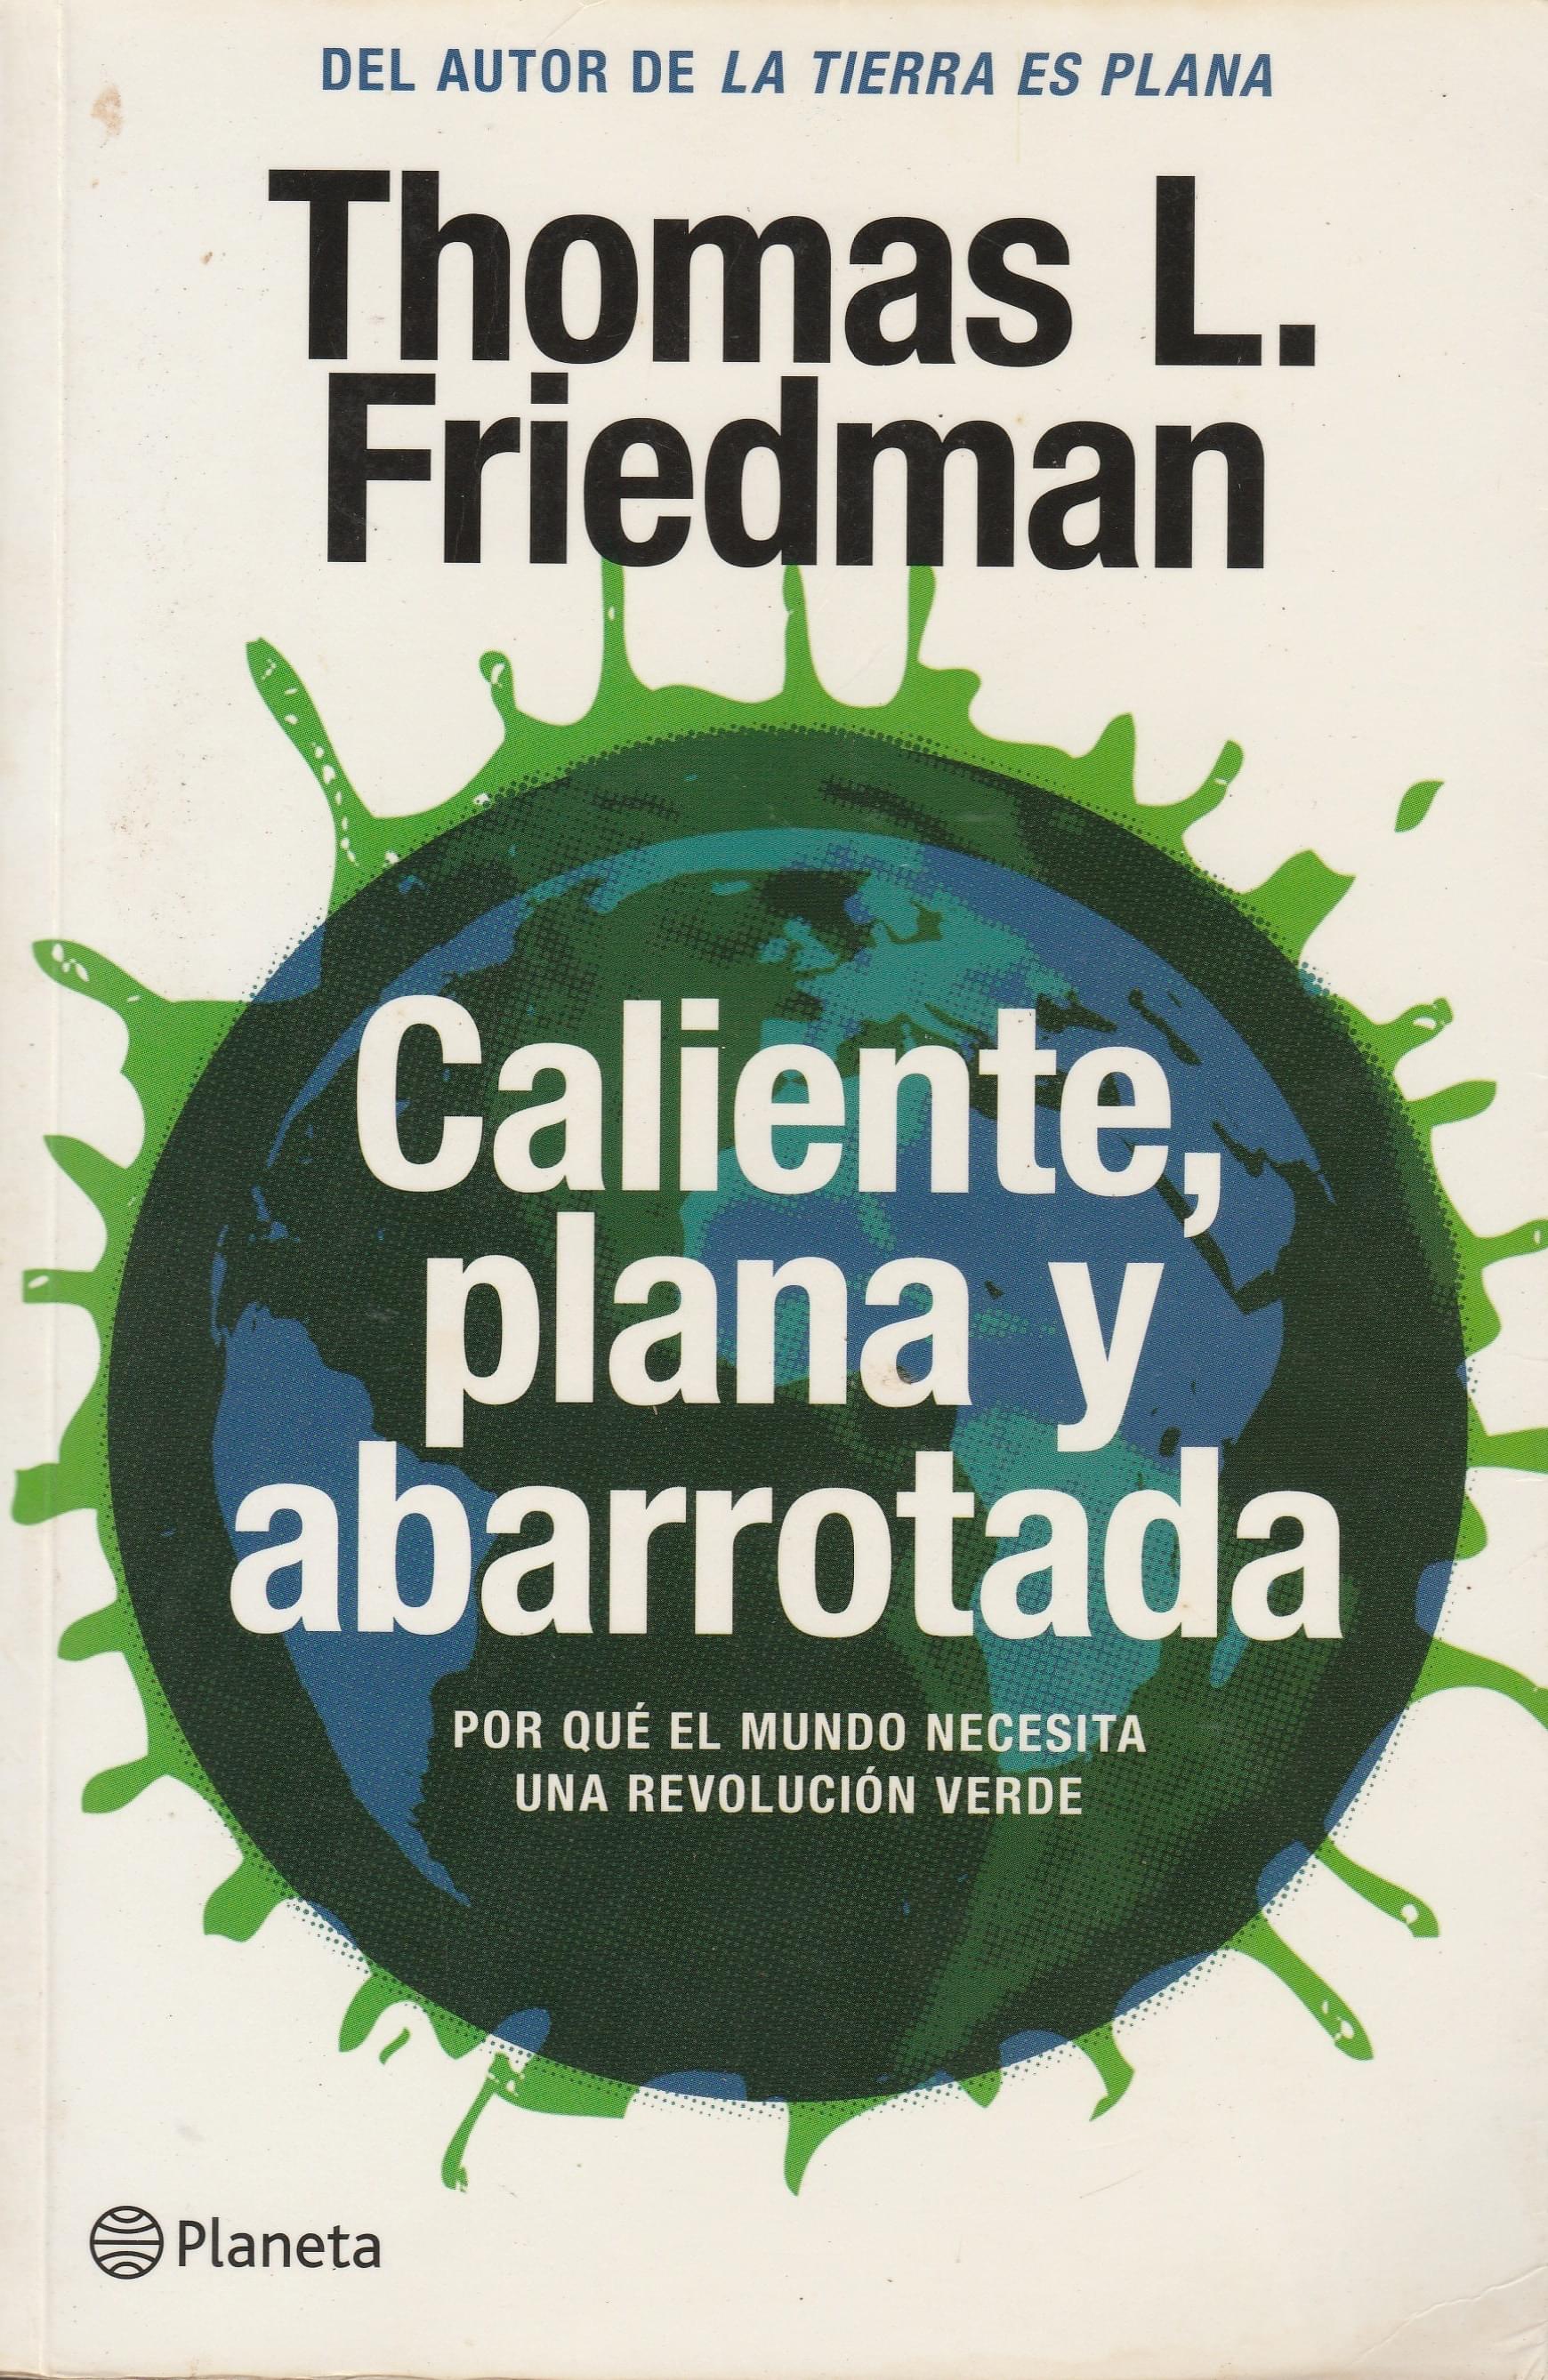 DEL AUTOR DE LA TIERRA ES PLANA
Thomas L.
Friedman
Caliente,
plana y
abarrotada
POR QUÉ EL MUNDO NECESITA
UNA REVOLUCIÓN VERDE
Planeta